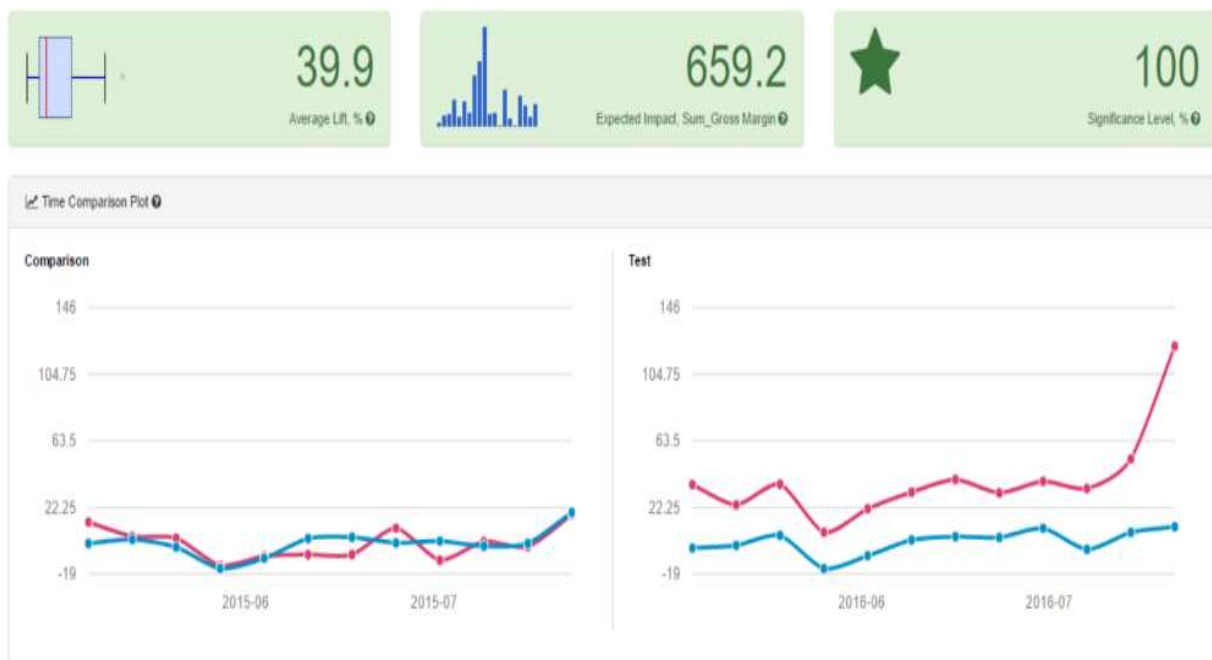 39.9
Average Lift, %
659.2
Expected Impact, Sum_Gross Margin
100
Significance Level, %
Time Comparison Plot
Comparison
146
104.75
63.5
22.25
-19
2015-06 2015-07
Test
146
104.75
63.5
22.25
-19
2016-06 2016-07